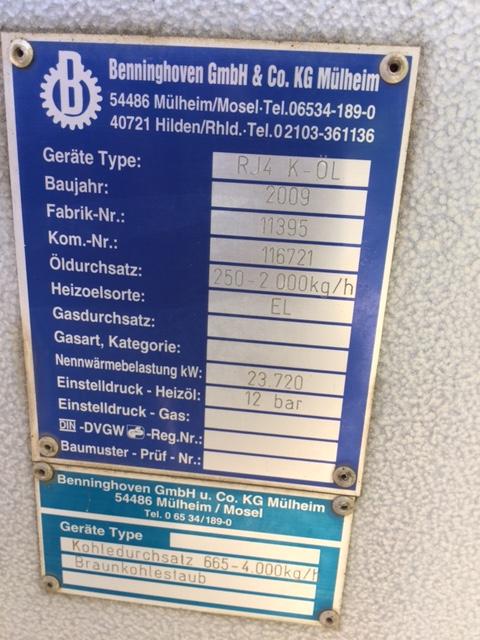 Benninghoven GmbH & Co. KG Mülheim
54486 Mülheim/Mosel·Tel.06534-189-0
40721 Hilden/Rhld.·Tel.02103-361136
Geräte Type: RJ4 K-ÖL
Baujahr: 2009
Fabrik-Nr.: 11395
Kom.-Nr.: 116721
Öldurchsatz: 250-2.000kg/h
Heizoelsorte: EL
Gasdurchsatz:
Gasart, Kategorie:
Nennwärmebelastung kW: 23.720
Einstelldruck - Heizöl: 12 bar
Einstelldruck - Gas:
DIN -DVGW -Reg.Nr.:
Baumuster - Prüf - Nr.:
Benninghoven GmbH u. Co. KG Mülheim
54486 Mülheim / Mosel
Tel. 0 65 34/189-0
Geräte Type
Kohledurchsatz 665-4.000kg/h
Braunkohlestaub